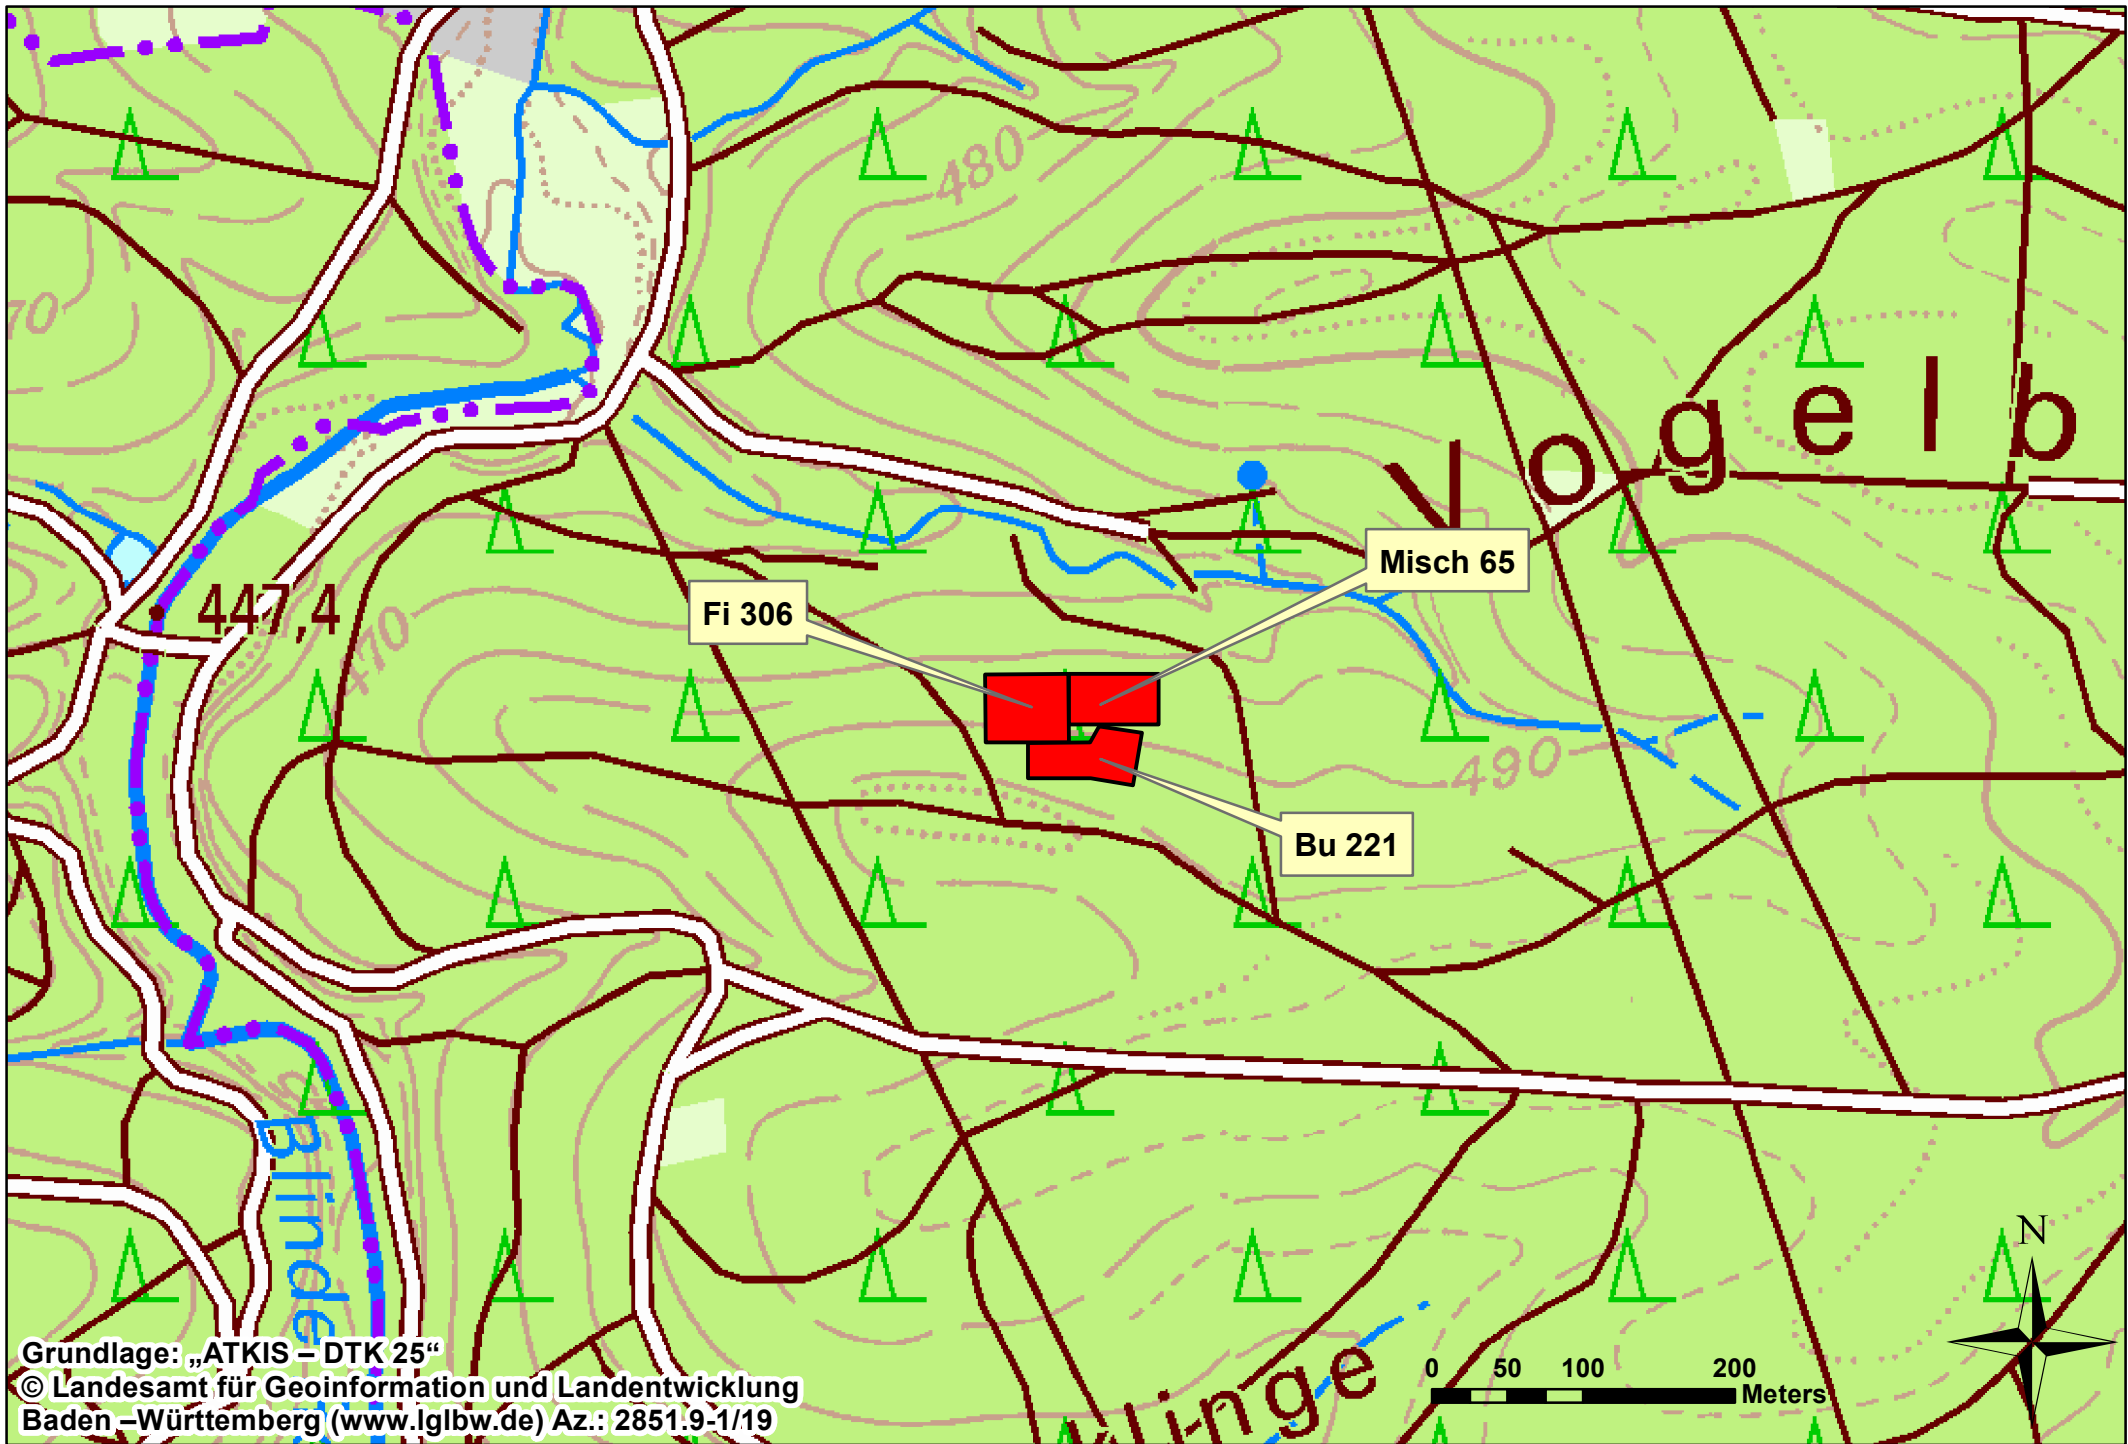 480
70
V o g e l b
Misch 65
Fi 306
447,4
470
490
Bu 221
Blinde
N
klinge
0 50 100 200
Meters
Grundlage: „ATKIS – DTK 25“
© Landesamt für Geoinformation und Landentwicklung
Baden –Württemberg (www.lglbw.de) Az.: 2851.9-1/19